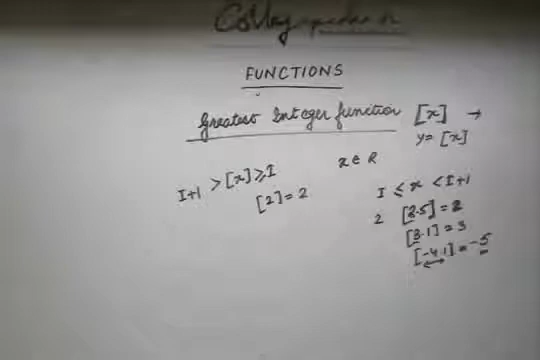 FUNCTIONS
Greatest Integer function [x] →
y = [x]
x ∈ R
I+1 > [x] ⩾ I
[2] = 2
I ≤ x < I+1
2 [2.5] = 2
[3.1] = 3
[-4.1] = -5